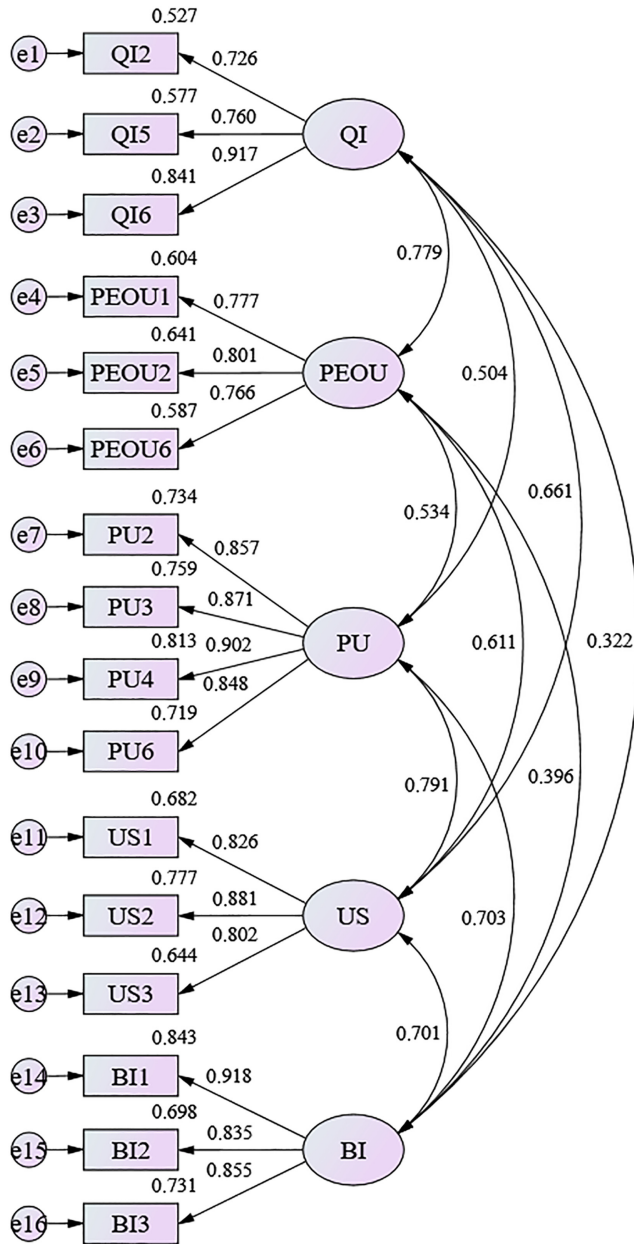 0.527
e1 QI2 0.726
0.577
e2 QI5 0.760 QI
0.917
0.841
e3 QI6
0.779
0.604
e4 PEOU1 0.777
0.641
e5 PEOU2 0.801 PEOU 0.504
0.766
0.587
e6 PEOU6
0.661
0.734
e7 PU2 0.857 0.534
0.759
e8 PU3 0.871
0.813 0.902 PU 0.611 0.322
e9 PU4 0.848
0.719
e10 PU6
0.791 0.396
0.682
e11 US1 0.826
0.777
e12 US2 0.881 US 0.703
0.802
0.644
e13 US3
0.701
0.843
e14 BI1 0.918
0.698
e15 BI2 0.835 BI
0.855
0.731
e16 BI3